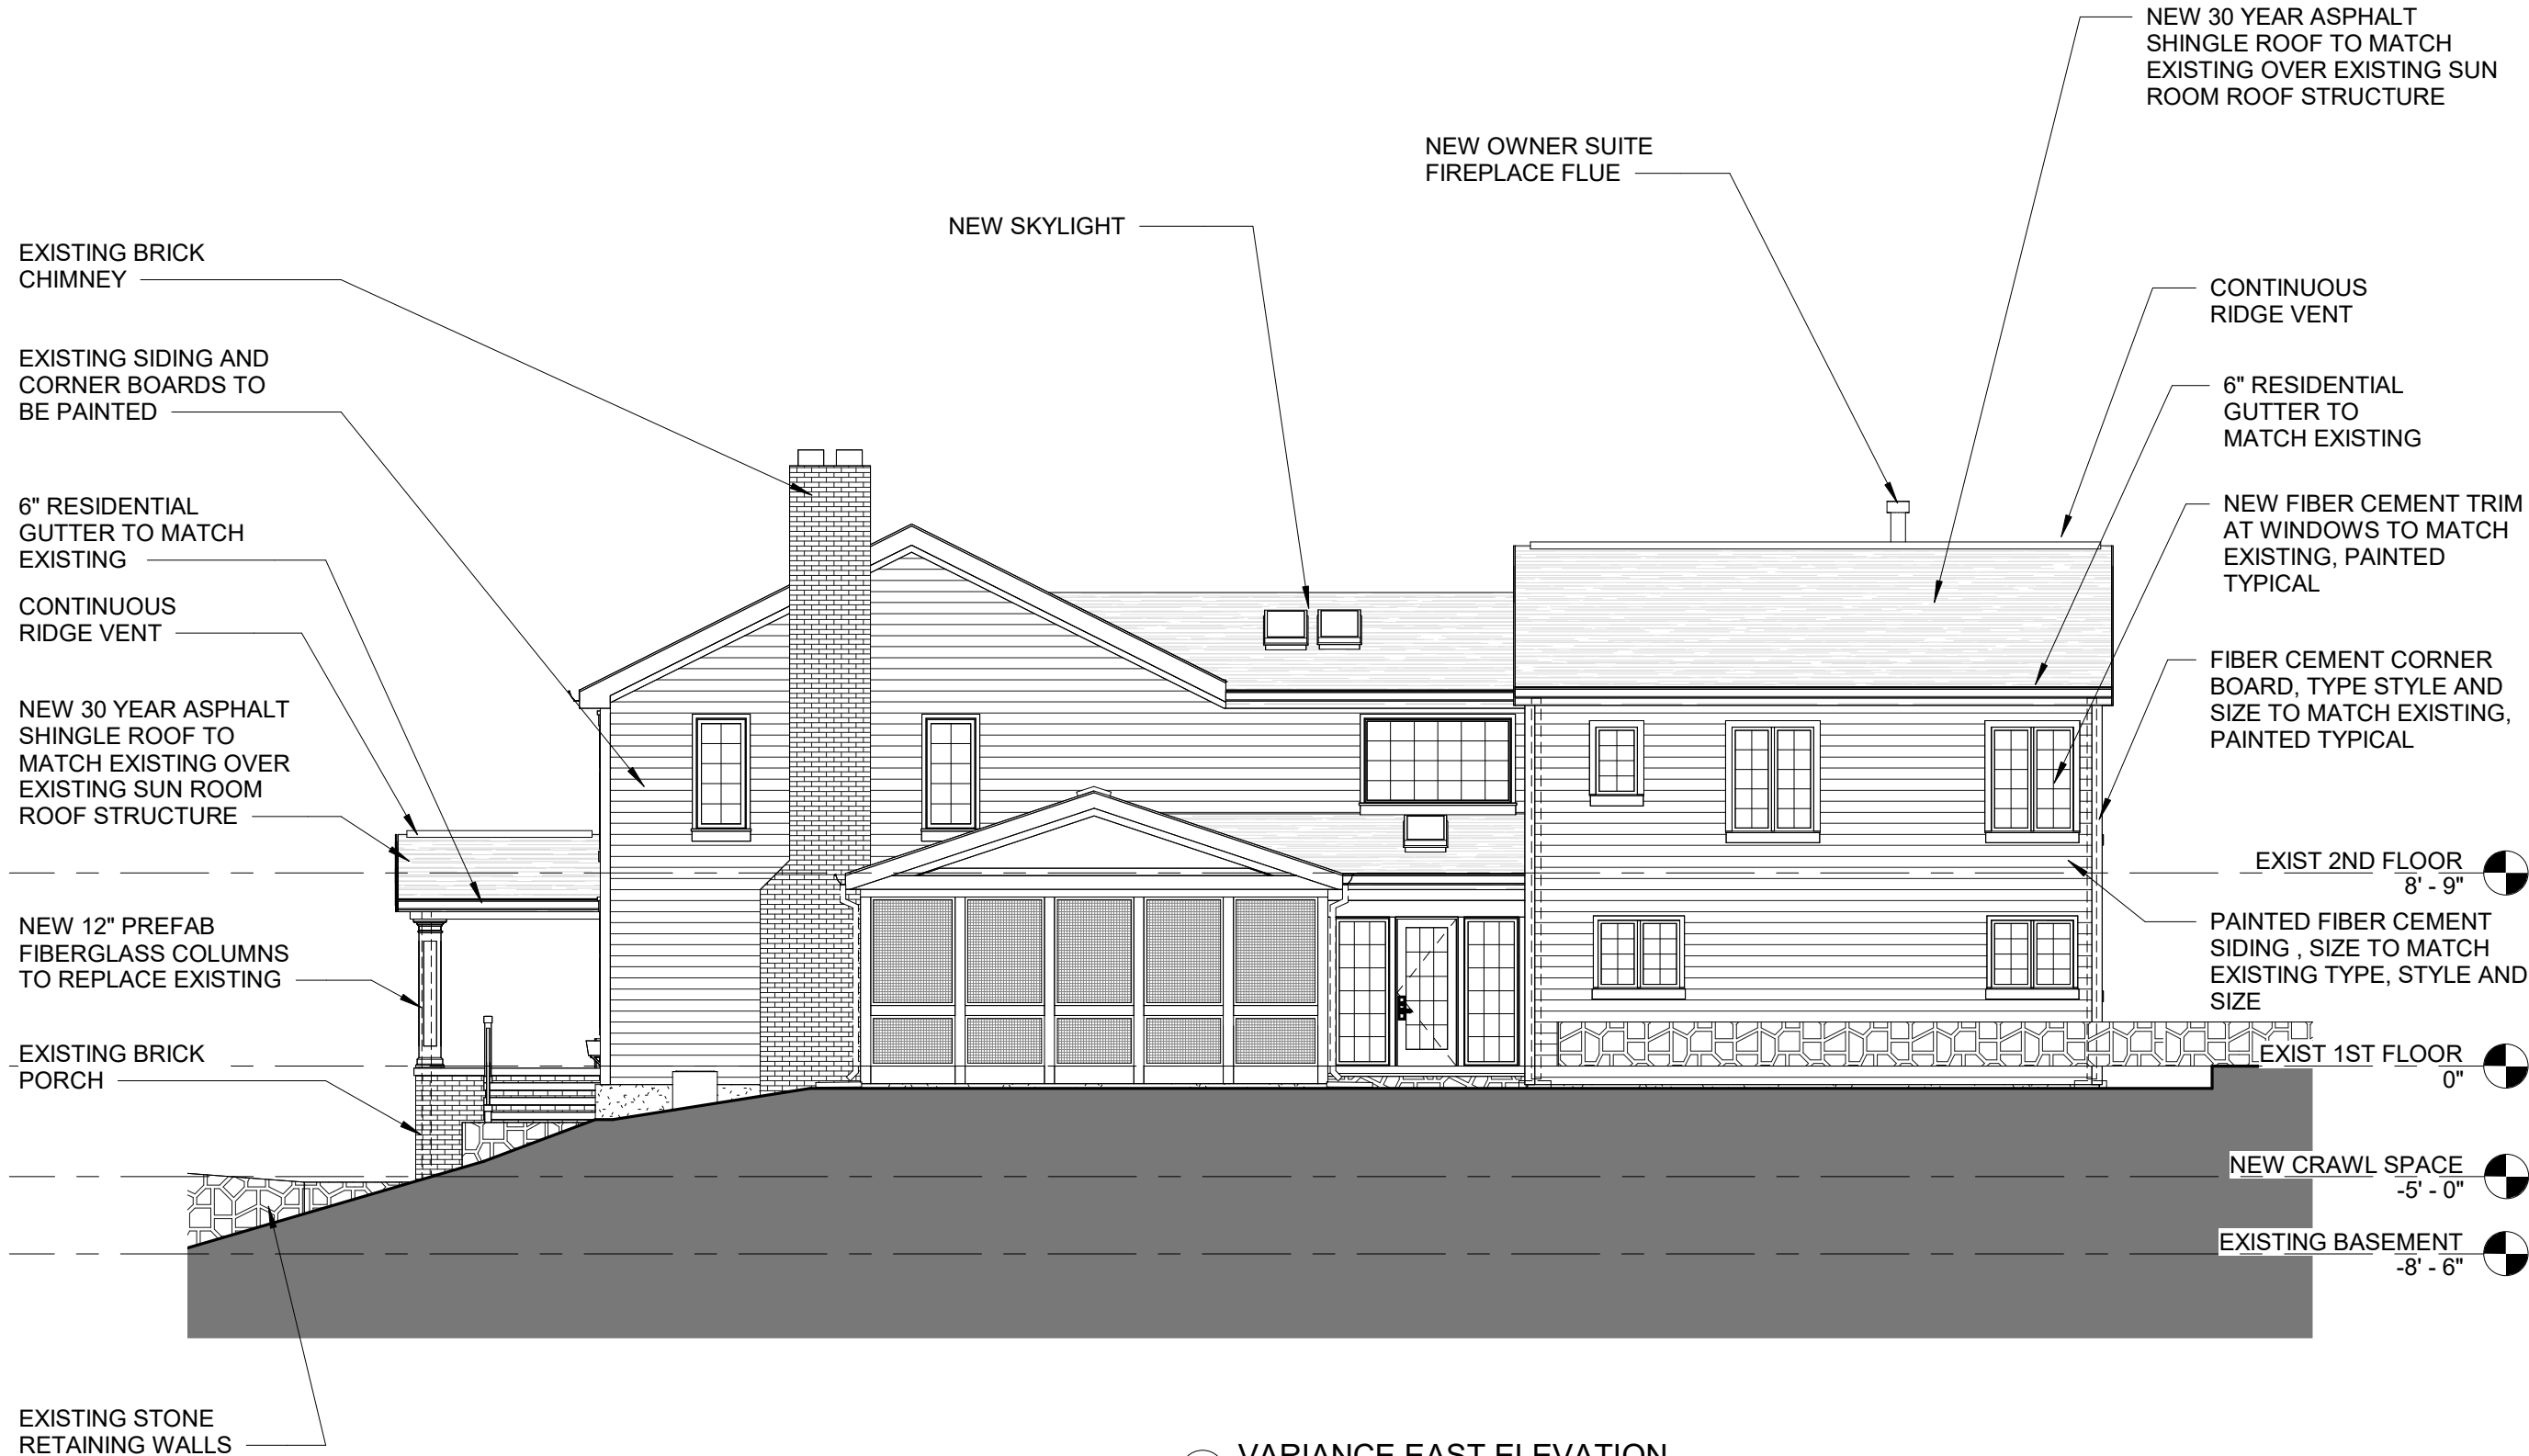 NEW 30 YEAR ASPHALT
SHINGLE ROOF TO MATCH
EXISTING OVER EXISTING SUN
ROOM ROOF STRUCTURE
NEW OWNER SUITE
FIREPLACE FLUE
NEW SKYLIGHT
EXISTING BRICK
CHIMNEY
CONTINUOUS
RIDGE VENT
EXISTING SIDING AND
CORNER BOARDS TO
BE PAINTED
6" RESIDENTIAL
GUTTER TO
MATCH EXISTING
6" RESIDENTIAL
GUTTER TO MATCH
EXISTING
NEW FIBER CEMENT TRIM
AT WINDOWS TO MATCH
EXISTING, PAINTED
TYPICAL
CONTINUOUS
RIDGE VENT
FIBER CEMENT CORNER
BOARD, TYPE STYLE AND
SIZE TO MATCH EXISTING,
PAINTED TYPICAL
NEW 30 YEAR ASPHALT
SHINGLE ROOF TO
MATCH EXISTING OVER
EXISTING SUN ROOM
ROOF STRUCTURE
EXIST 2ND FLOOR
8' - 9"
NEW 12" PREFAB
FIBERGLASS COLUMNS
TO REPLACE EXISTING
PAINTED FIBER CEMENT
SIDING , SIZE TO MATCH
EXISTING TYPE, STYLE AND
SIZE
EXISTING BRICK
PORCH
EXIST 1ST FLOOR
0"
NEW CRAWL SPACE
-5' - 0"
EXISTING BASEMENT
-8' - 6"
EXISTING STONE
RETAINING WALLS
VARIANCE EAST ELEVATION